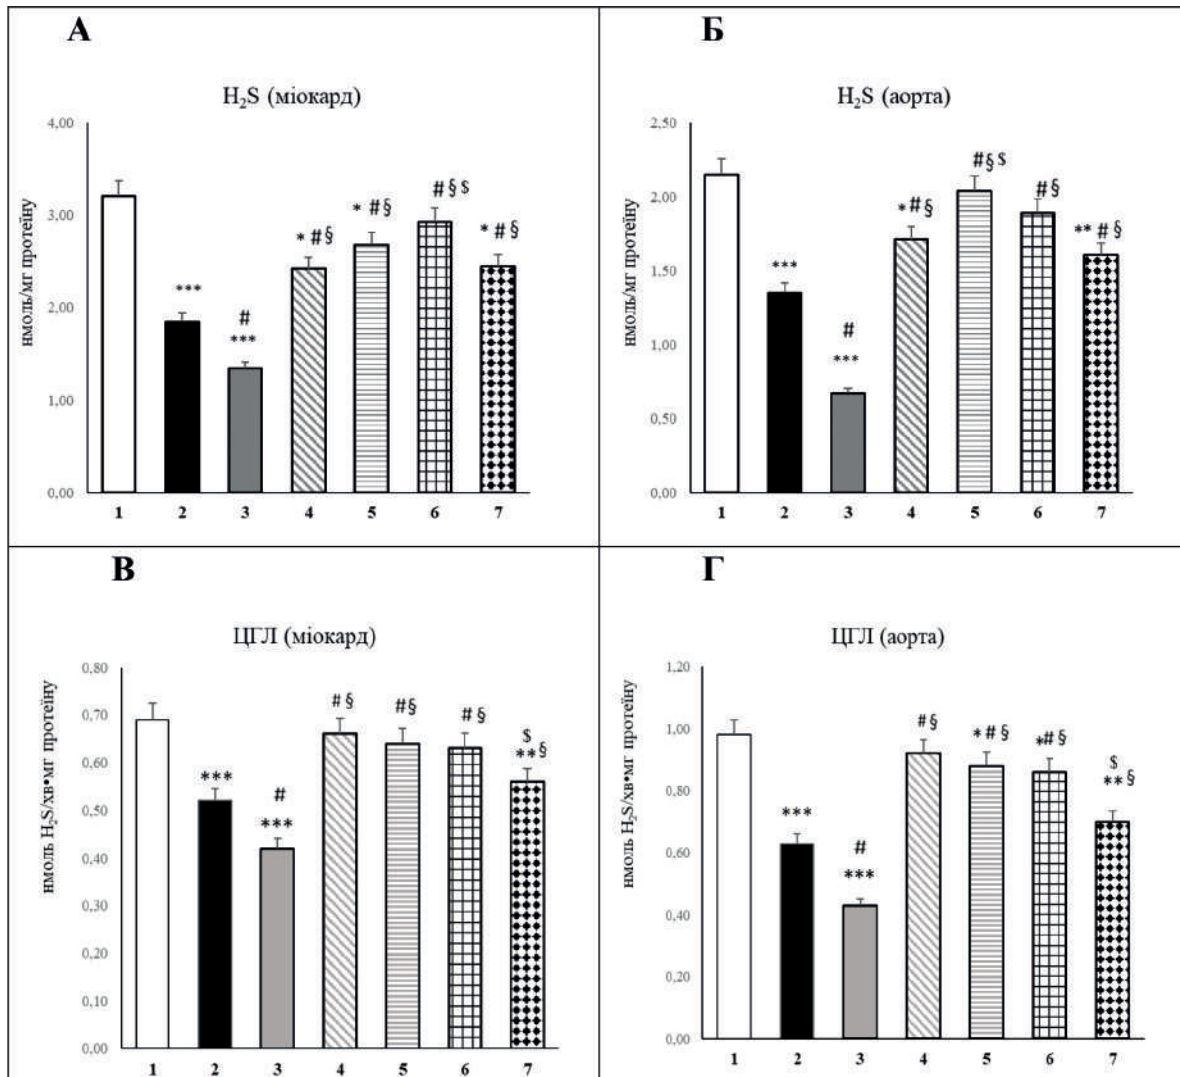 А
H₂S (міокард)
нмоль/мг протеїну
4,00
3,00
2,00
1,00
0,00
***
#
***
* # §
* # §
# § $
* # §
1 2 3 4 5 6 7
Б
H₂S (аорта)
нмоль/мг протеїну
2,50
2,00
1,50
1,00
0,50
0,00
***
#
***
* # §
# § $
# §
** # §
1 2 3 4 5 6 7
В
ЦГЛ (міокард)
нмоль H₂S/хв•мг протеїну
0,80
0,70
0,60
0,50
0,40
0,30
0,20
0,10
0,00
***
#
***
# §
# §
# §
$
** §
1 2 3 4 5 6 7
Г
ЦГЛ (аорта)
нмоль H₂S/хв•мг протеїну
1,20
1,00
0,80
0,60
0,40
0,20
0,00
***
#
***
# §
* # §
*# §
$
** §
1 2 3 4 5 6 7